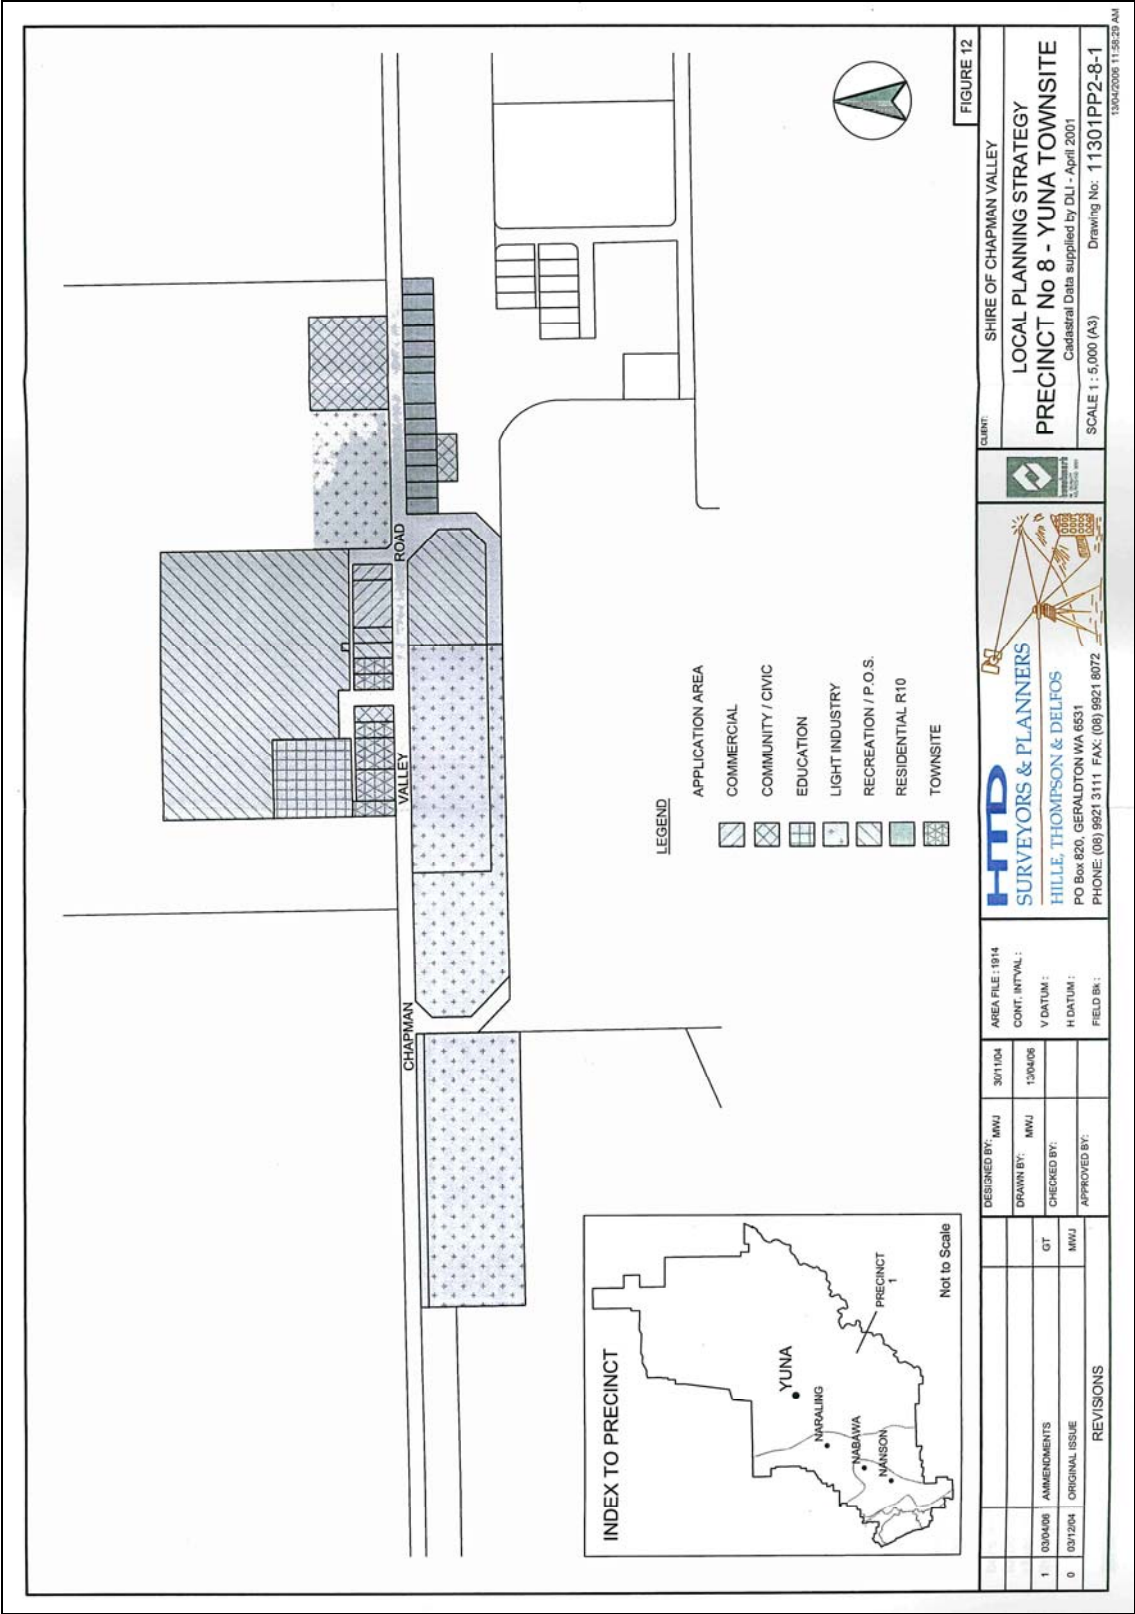 FIGURE 12
CHAPMAN VALLEY ROAD
LEGEND
APPLICATION AREA
COMMERCIAL
COMMUNITY / CIVIC
EDUCATION
LIGHT INDUSTRY
RECREATION / P.O.S.
RESIDENTIAL R10
TOWNSITE
INDEX TO PRECINCT
YUNA
NARALING
NABAWA
NANSON
PRECINCT
1
Not to Scale
1 03/04/06 AMMENDMENTS GT
0 03/12/04 ORIGINAL ISSUE MWJ
REVISIONS
DESIGNED BY: MWJ 30/11/04
DRAWN BY: MWJ 13/04/06
CHECKED BY:
APPROVED BY:
AREA FILE : 1914
CONT. INTVAL :
V DATUM :
H DATUM :
FIELD Bk :
HTD
SURVEYORS & PLANNERS
HILLE, THOMPSON & DELFOS
PO Box 820, GERALDTON WA 6531
PHONE: (08) 9921 3111 FAX: (08) 9921 8072
CLIENT:
SHIRE OF CHAPMAN VALLEY
LOCAL PLANNING STRATEGY
PRECINCT No 8 - YUNA TOWNSITE
Cadastral Data supplied by DLI - April 2001
SCALE 1 : 5,000 (A3) Drawing No: 11301PP2-8-1
13/04/2006 11:58:29 AM